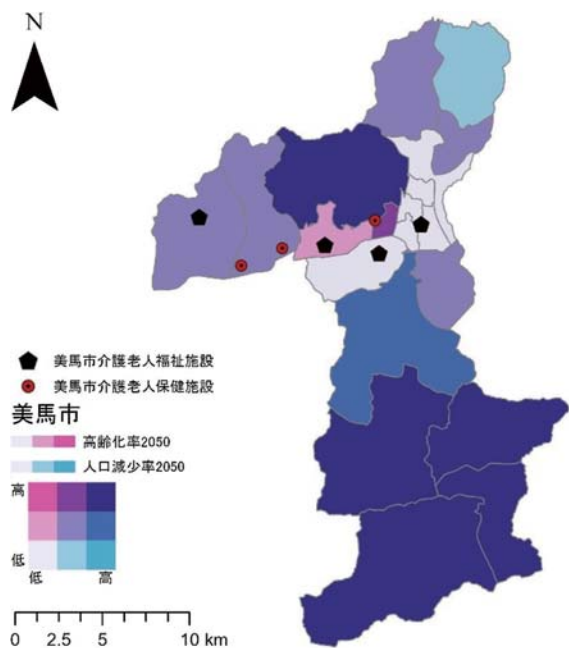 N
美馬市介護老人福祉施設
美馬市介護老人保健施設
美馬市
高齢化率2050
人口減少率2050
高
低
低 高
0 2.5 5 10 km